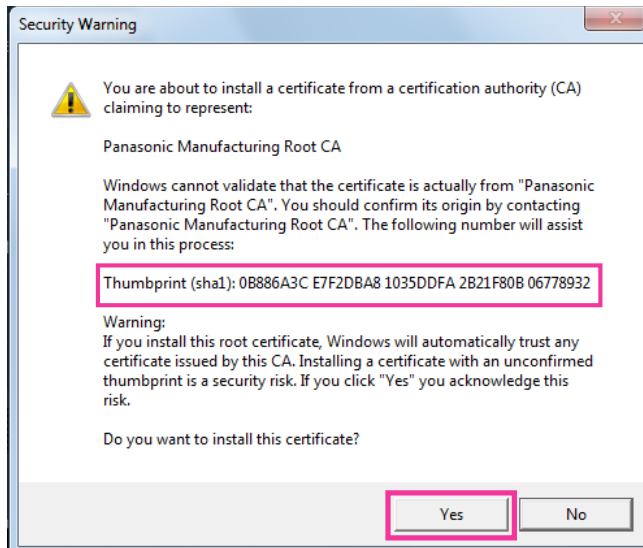 Security Warning
You are about to install a certificate from a certification authority (CA)
claiming to represent:
Panasonic Manufacturing Root CA
Windows cannot validate that the certificate is actually from "Panasonic
Manufacturing Root CA". You should confirm its origin by contacting
"Panasonic Manufacturing Root CA". The following number will assist
you in this process:
Thumbprint (sha1): 0B886A3C E7F2DBA8 1035DDFA 2B21F80B 06778932
Warning:
If you install this root certificate, Windows will automatically trust any
certificate issued by this CA. Installing a certificate with an unconfirmed
thumbprint is a security risk. If you click "Yes" you acknowledge this
risk.
Do you want to install this certificate?
Yes
No